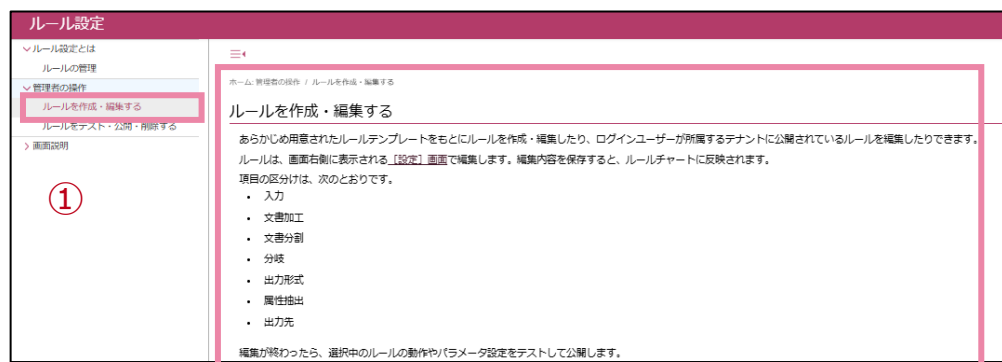 ルール設定
ルール設定とは
ルールの管理
管理者の操作
ルールを作成・編集する
ルールをテスト・公開・削除する
画面説明
①
ホーム: 管理者の操作 / ルールを作成・編集する
ルールを作成・編集する
あらかじめ用意されたルールテンプレートをもとにルールを作成・編集したり、ログインユーザーが所属するテナントに公開されているルールを編集したりできます。
ルールは、画面右側に表示される［設定］画面で編集します。編集内容を保存すると、ルールチャートに反映されます。
項目の区分けは、次のとおりです。
• 入力
• 文書加工
• 文書分割
• 分岐
• 出力形式
• 属性抽出
• 出力先
編集が終わったら、選択中のルールの動作やパラメータ設定をテストして公開します。